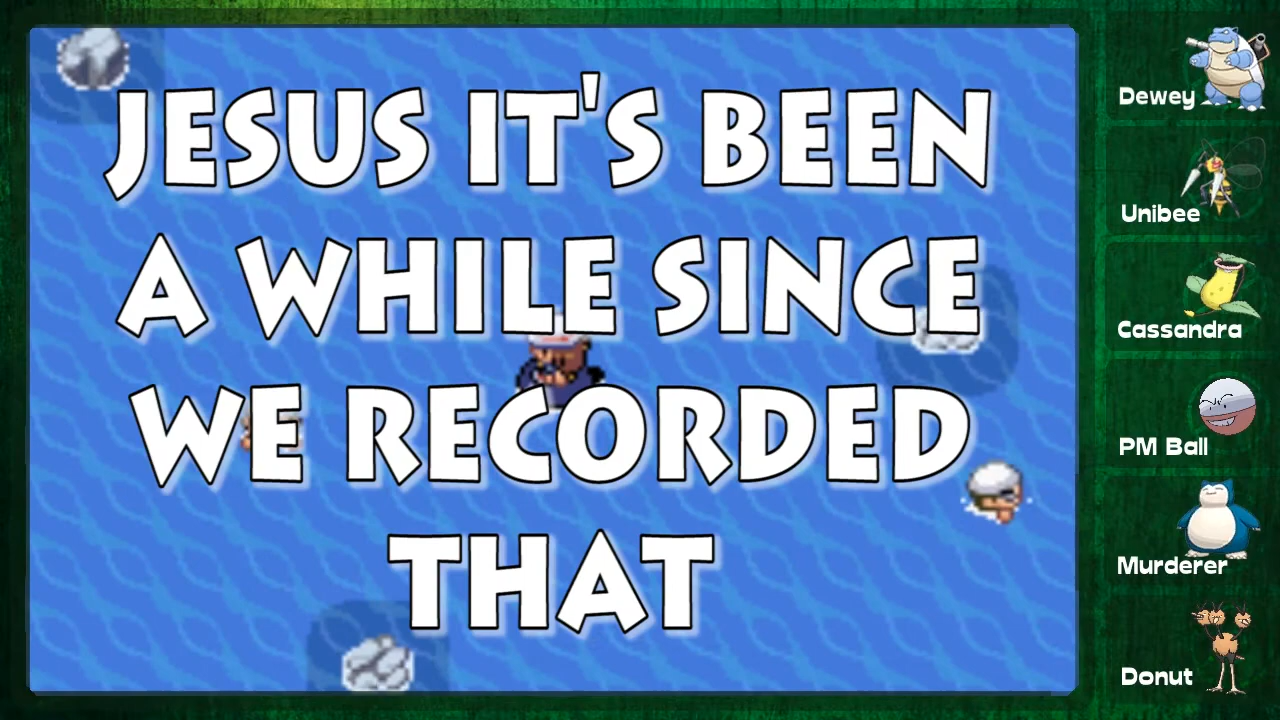 JESUS IT'S BEEN
A WHILE SINCE
WE RECORDED
THAT
Dewey
Unibee
Cassandra
PM Ball
Murderer
Donut